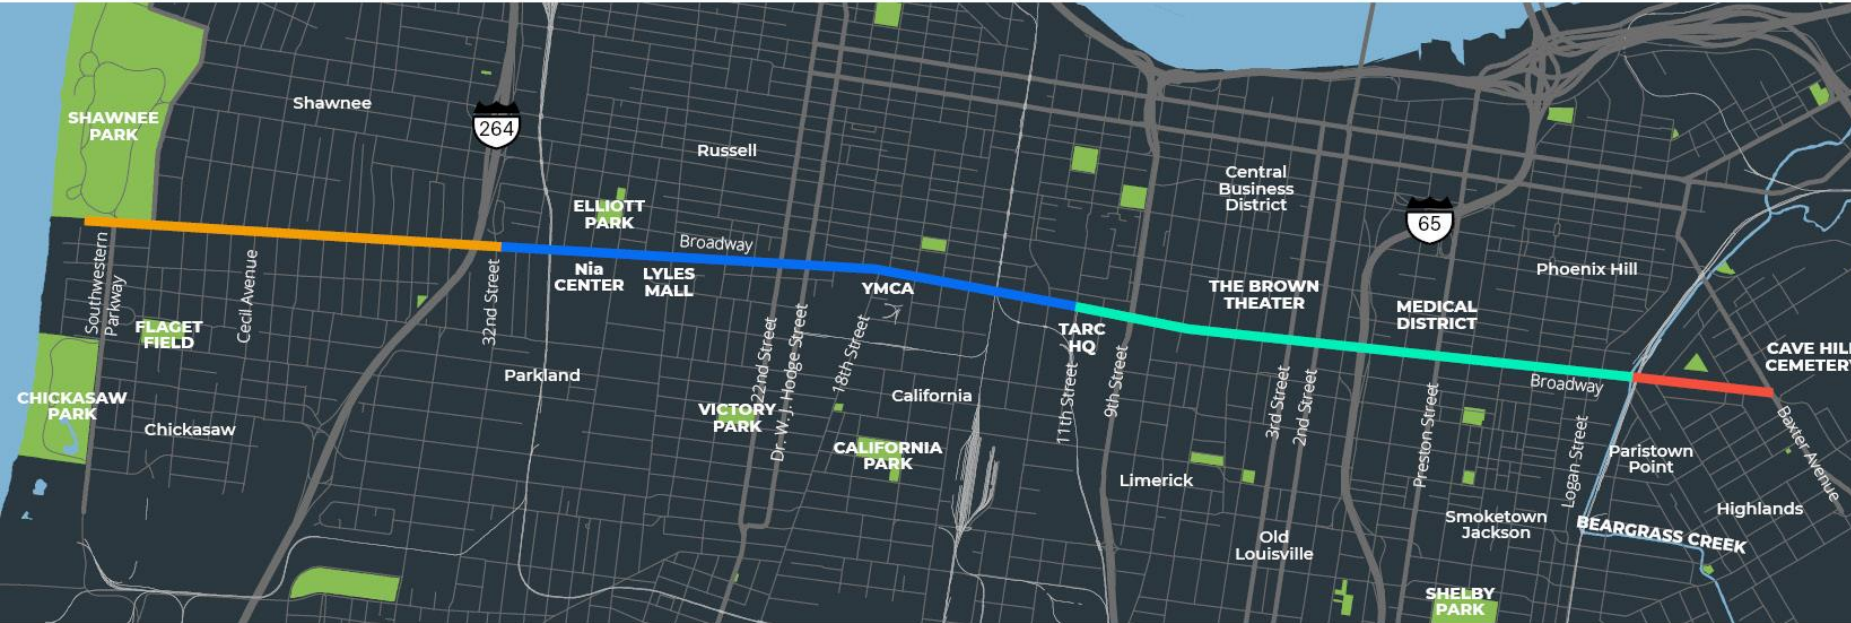 SHAWNEE
PARK
Shawnee
264
Russell
Central
Business
District
65
ELLIOTT
PARK
Broadway
Nia
CENTER
LYLES
MALL
YMCA
THE BROWN
THEATER
MEDICAL
DISTRICT
Phoenix Hill
Southwestern
Parkway
FLAGET
FIELD
Cecil Avenue
32nd Street
22nd Street
Dr. W. J. Hodge Street
18th Street
TARC
HQ
11th Street
9th Street
3rd Street
2nd Street
Preston Street
Broadway
Logan Street
CAVE HILL
CEMETERY
Baxter Avenue
CHICKASAW
PARK
Chickasaw
Parkland
VICTORY
PARK
California
CALIFORNIA
PARK
Limerick
Old
Louisville
Smoketown
Jackson
Paristown
Point
Highlands
BEARGRASS CREEK
SHELBY
PARK